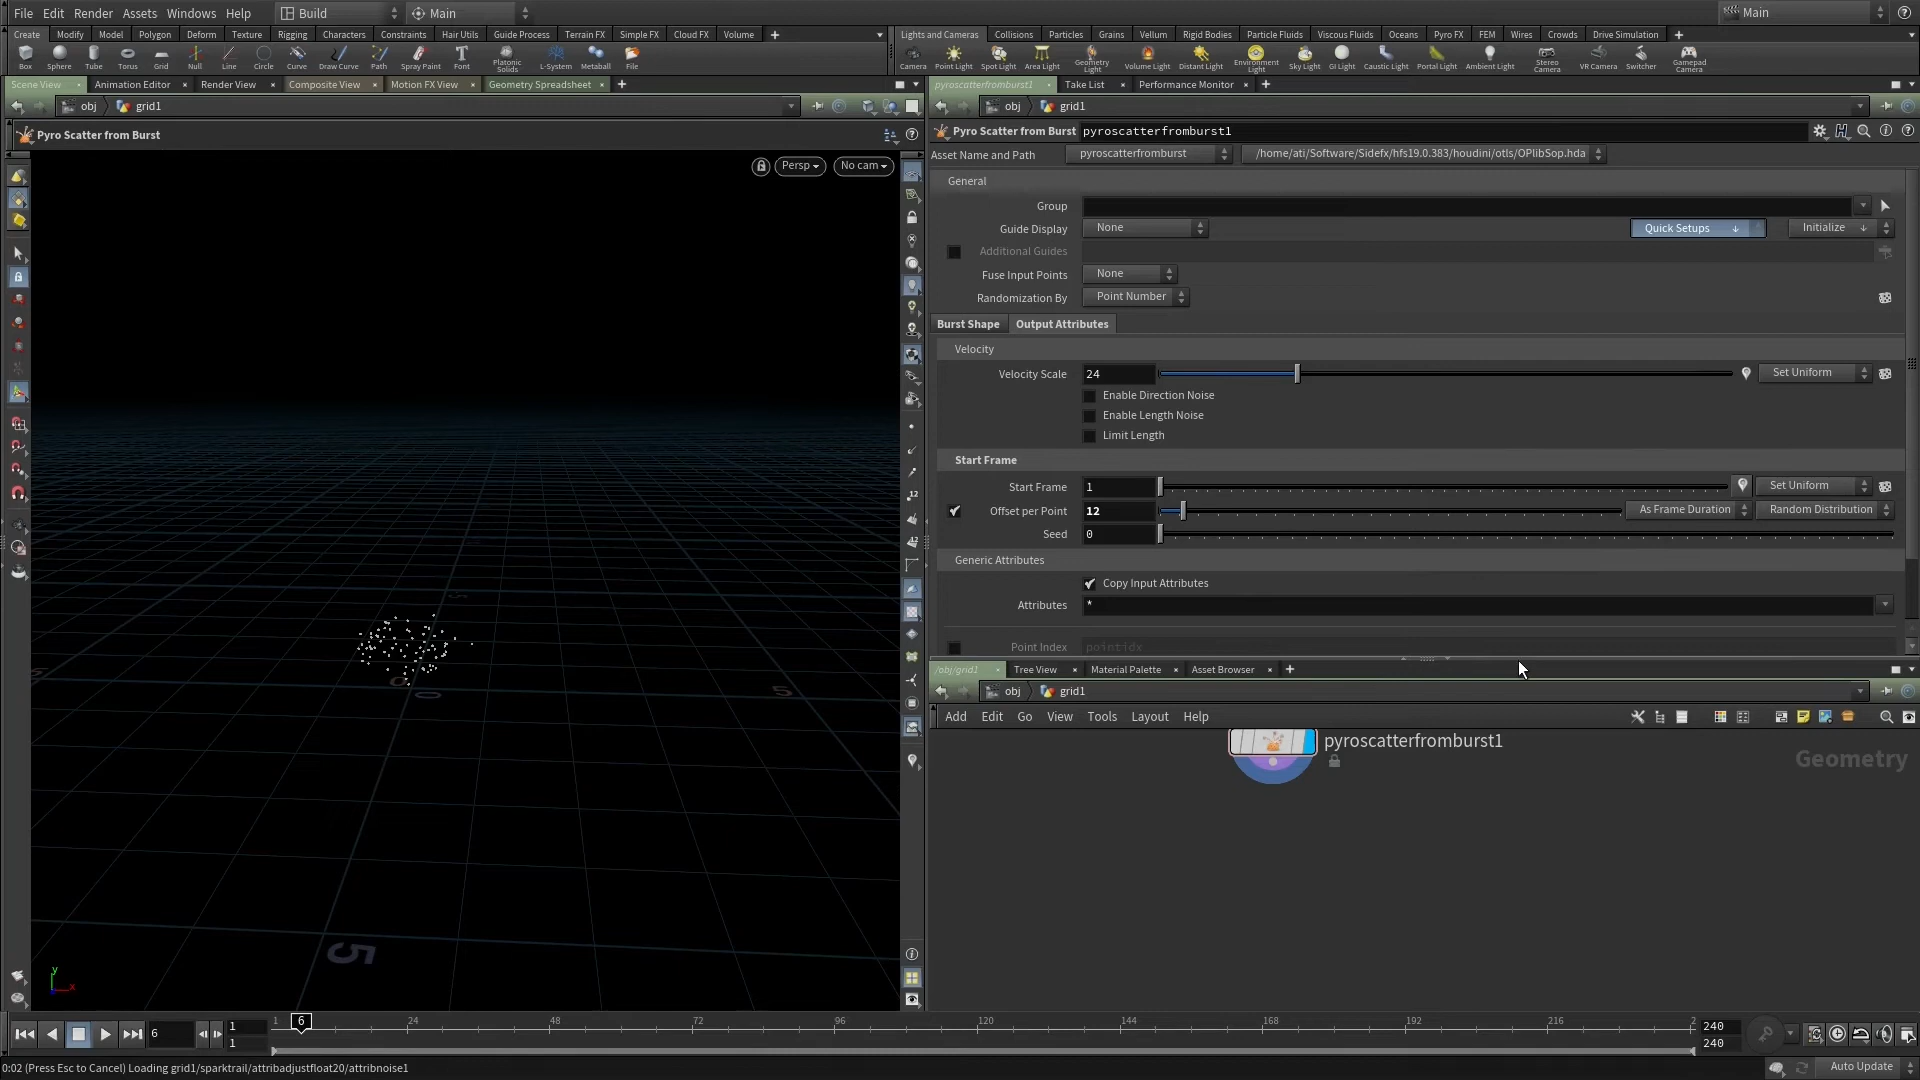 File Edit Render Assets Windows Help Build Main Main
Create Modify Model Polygon Deform Texture Rigging Characters Constraints Hair Utils Guide Process Terrain FX Simple FX Cloud FX Volume
Lights and Cameras Collisions Particles Grains Vellum Rigid Bodies Particle Fluids Viscous Fluids Oceans Pyro FX FEM Wires Crowds Drive Simulation
Box Sphere Tube Torus Grid Null Line Circle Curve Draw Curve Path Spray Paint Font Platonic Solids L-System Metaball File
Camera Point Light Spot Light Area Light Geometry Light Volume Light Distant Light Environment Light Sky Light GI Light Caustic Light Portal Light Ambient Light Stereo Camera VR Camera Switcher Gamepad Camera
Scene View Animation Editor Render View Composite View Motion FX View Geometry Spreadsheet
pyroscatterfromburst1 Take List Performance Monitor
obj grid1
obj grid1
Pyro Scatter from Burst
Persp No cam
Pyro Scatter from Burst pyroscatterfromburst1
Asset Name and Path pyroscatterfromburst /home/ati/Software/Sidefx/hfs19.0.383/houdini/otls/OPlibSop.hda
General
Group
Guide Display None Quick Setups Initialize
Additional Guides
Fuse Input Points None
Randomization By Point Number
Burst Shape Output Attributes
Velocity
Velocity Scale 24 Set Uniform
Enable Direction Noise
Enable Length Noise
Limit Length
Start Frame
Start Frame 1 Set Uniform
Offset per Point 12 As Frame Duration Random Distribution
Seed 0
Generic Attributes
Copy Input Attributes
Attributes *
Point Index pointidx
/obj/grid1 Tree View Material Palette Asset Browser
obj grid1
Add Edit Go View Tools Layout Help
pyroscatterfromburst1
Geometry
0 0 5
5
y
x
12
12
6 1 1 6 24 48 72 96 120 144 168 192 216 2 240
1 240
0:02 (Press Esc to Cancel) Loading grid1/sparktrail/attribadjustfloat20/attribnoise1 Auto Update